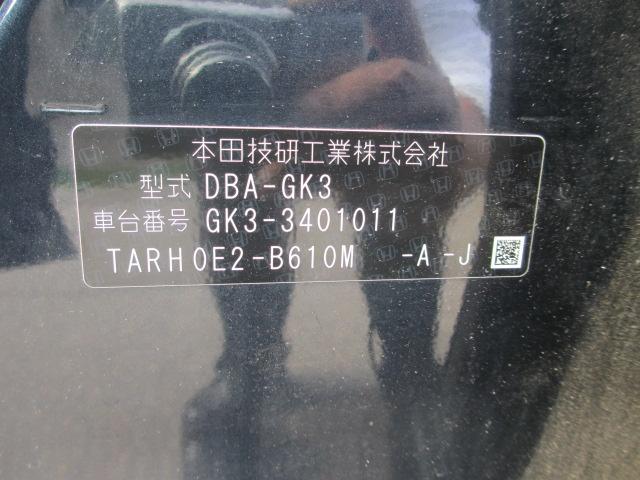 本田技研工業株式会社
型式 DBA-GK3
車台番号 GK3-3401011
TARH0E2-B610M -A -J